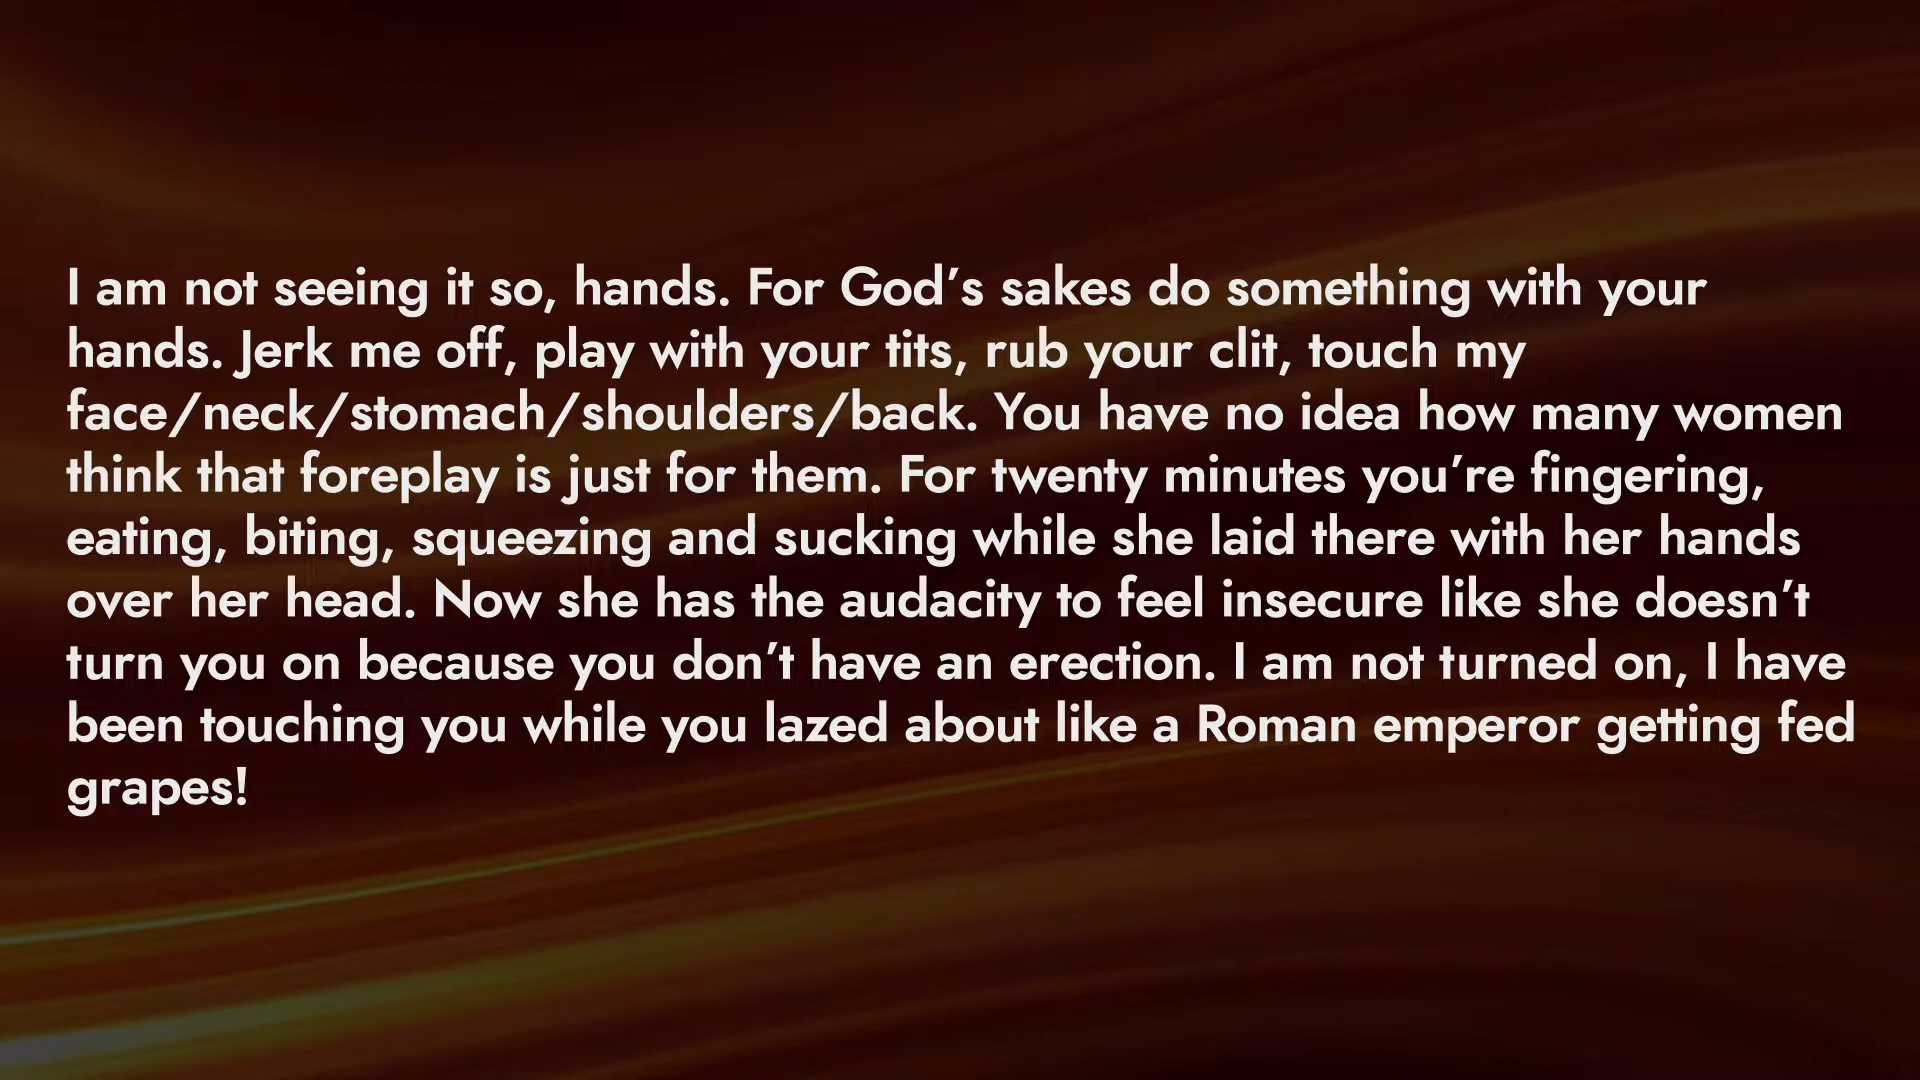 I am not seeing it so, hands. For God’s sakes do something with your
hands. Jerk me off, play with your tits, rub your clit, touch my
face/neck/stomach/shoulders/back. You have no idea how many women
think that foreplay is just for them. For twenty minutes you’re fingering,
eating, biting, squeezing and sucking while she laid there with her hands
over her head. Now she has the audacity to feel insecure like she doesn’t
turn you on because you don’t have an erection. I am not turned on, I have
been touching you while you lazed about like a Roman emperor getting fed
grapes!